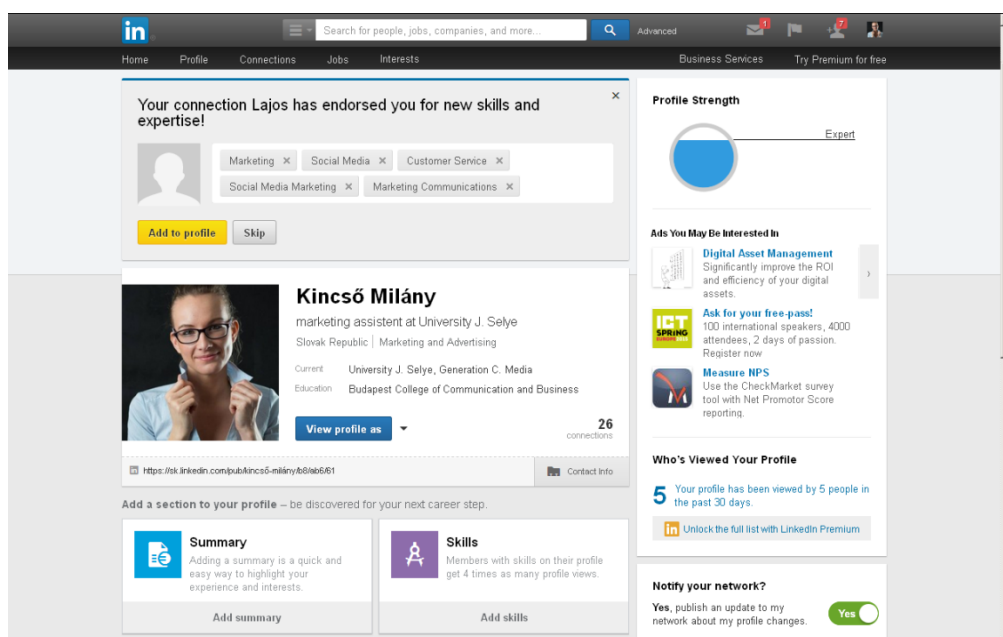 in
Search for people, jobs, companies, and more...
Advanced
1
7
Home Profile Connections Jobs Interests
Business Services Try Premium for free
Your connection Lajos has endorsed you for new skills and
expertise!
×
Marketing × Social Media × Customer Service ×
Social Media Marketing × Marketing Communications ×
Add to profile Skip
Kincső Milány
marketing assistent at University J. Selye
Slovak Republic | Marketing and Advertising
Current University J. Selye, Generation C. Media
Education Budapest College of Communication and Business
View profile as
26
connections
https://sk.linkedin.com/pub/kincső-milány/b8/ab6/61
Contact Info
Add a section to your profile – be discovered for your next career step.
Summary
Adding a summary is a quick and
easy way to highlight your
experience and interests.
Add summary
Skills
Members with skills on their profile
get 4 times as many profile views.
Add skills
Profile Strength
Expert
Ads You May Be Interested In
Digital Asset Management
Significantly improve the ROI
and efficiency of your digital
assets.
ICT
SPRING
Ask for your free-pass!
100 international speakers, 4000
attendees, 2 days of passion.
Register now
Measure NPS
Use the CheckMarket survey
tool with Net Promotor Score
reporting.
Who's Viewed Your Profile
5 Your profile has been viewed by 5 people in
the past 30 days.
in Unlock the full list with LinkedIn Premium
Notify your network?
Yes, publish an update to my
network about my profile changes.
Yes